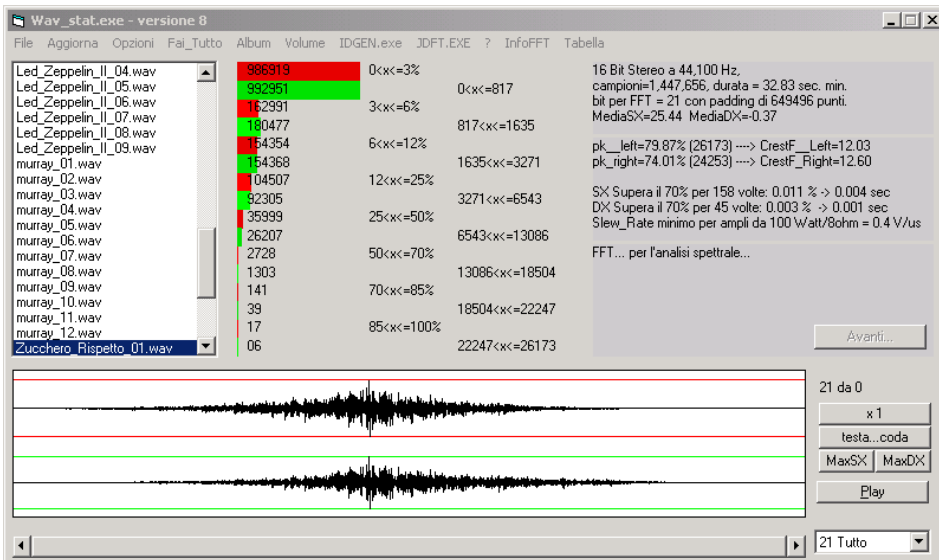 Wav_stat.exe - versione 8
File Aggiorna Opzioni Fai_Tutto Album Volume IDGEN.exe JDFT.EXE ? InfoFFT Tabella
Led_Zeppelin_II_04.wav
Led_Zeppelin_II_05.wav
Led_Zeppelin_II_06.wav
Led_Zeppelin_II_07.wav
Led_Zeppelin_II_08.wav
Led_Zeppelin_II_09.wav
murray_01.wav
murray_02.wav
murray_03.wav
murray_04.wav
murray_05.wav
murray_06.wav
murray_07.wav
murray_08.wav
murray_09.wav
murray_10.wav
murray_11.wav
murray_12.wav
Zucchero_Rispetto_01.wav
986919 0<x<=3%
992951 0<x<=817
162991 3<x<=6%
180477 817<x<=1635
154354 6<x<=12%
154368 1635<x<=3271
104507 12<x<=25%
92305 3271<x<=6543
35999 25<x<=50%
26207 6543<x<=13086
2728 50<x<=70%
1303 13086<x<=18504
141 70<x<=85%
39 18504<x<=22247
17 85<x<=100%
06 22247<x<=26173
16 Bit Stereo a 44,100 Hz,
campioni=1,447,656, durata = 32.83 sec. min.
bit per FFT = 21 con padding di 649496 punti.
MediaSX=25.44 MediaDX=-0.37
pk__left=79.87% (26173) ----> CrestF__Left=12.03
pk_right=74.01% (24253) ----> CrestF_Right=12.60
SX Supera il 70% per 158 volte: 0.011 % -> 0.004 sec
DX Supera il 70% per 45 volte: 0.003 % -> 0.001 sec
Slew_Rate minimo per ampli da 100 Watt/8ohm = 0.4 V/us
FFT... per l'analisi spettrale...
Avanti...
21 da 0
x 1
testa...coda
MaxSX MaxDX
Play
21 Tutto